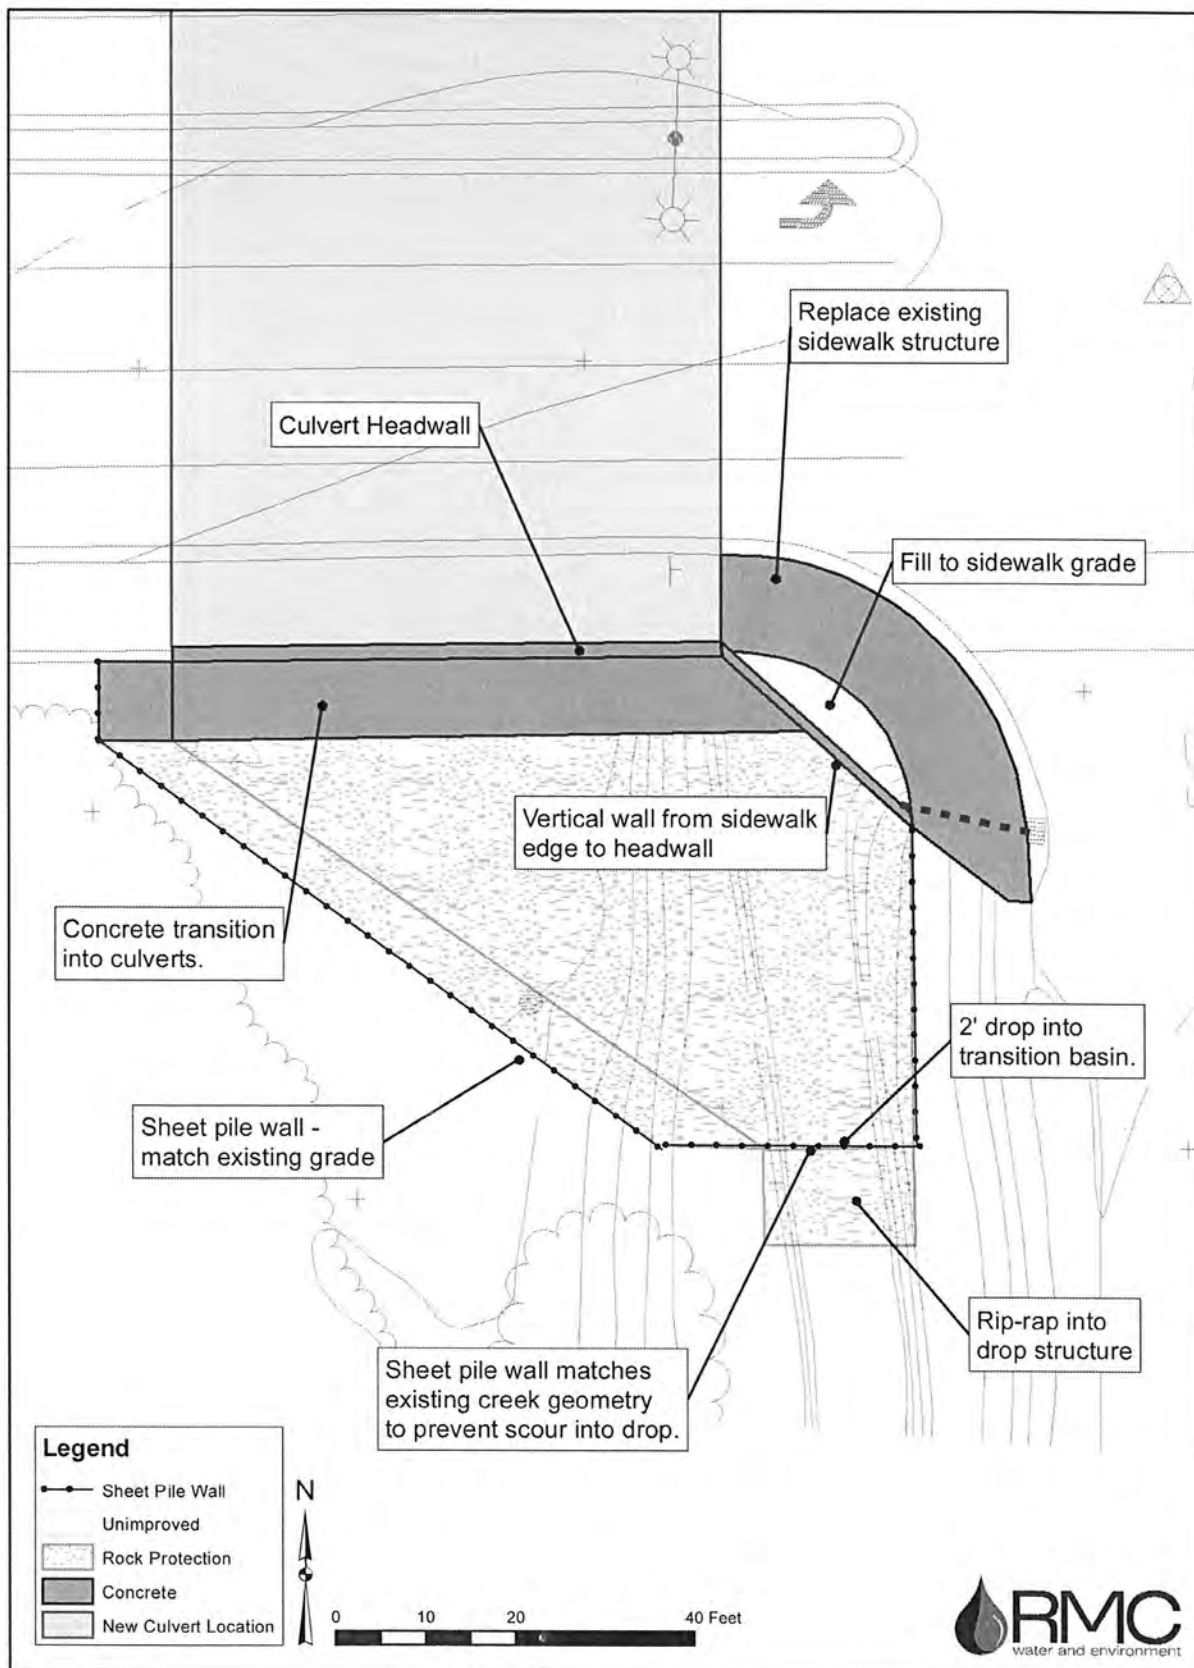 Replace existing
sidewalk structure
Culvert Headwall
Fill to sidewalk grade
Vertical wall from sidewalk
edge to headwall
Concrete transition
into culverts.
2' drop into
transition basin.
Sheet pile wall -
match existing grade
Rip-rap into
drop structure
Sheet pile wall matches
existing creek geometry
to prevent scour into drop.
Legend
Sheet Pile Wall
Unimproved
Rock Protection
Concrete
New Culvert Location
N
0 10 20 40 Feet
RMC
water and environment